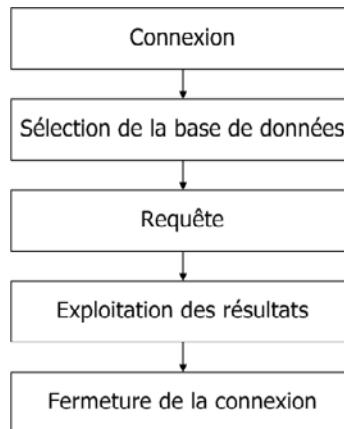 Connexion
Sélection de la base de données
Requête
Exploitation des résultats
Fermeture de la connexion